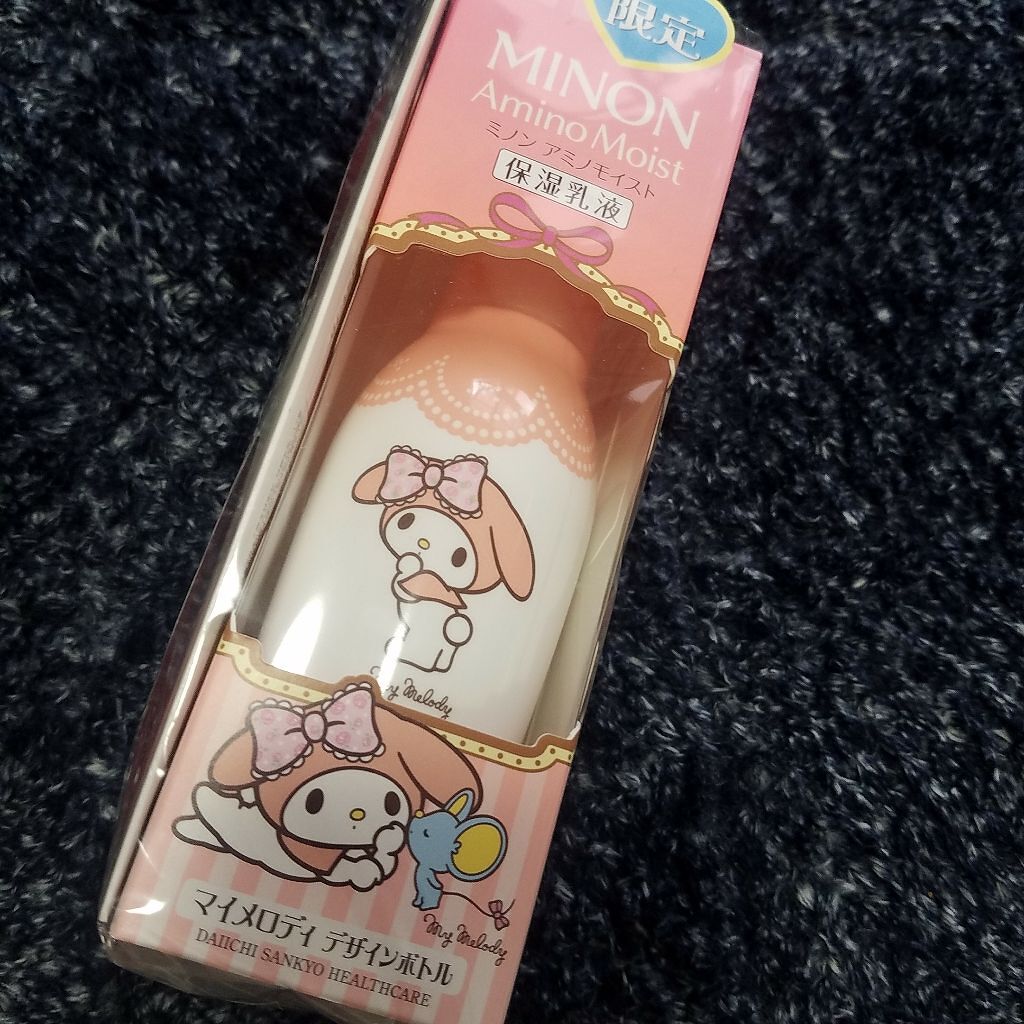 限定
MINON
Amino Moist
ミノン アミノモイスト
保湿乳液
My Melody
My Melody
マイメロディ デザインボトル
DAIICHI SANKYO HEALTHCARE